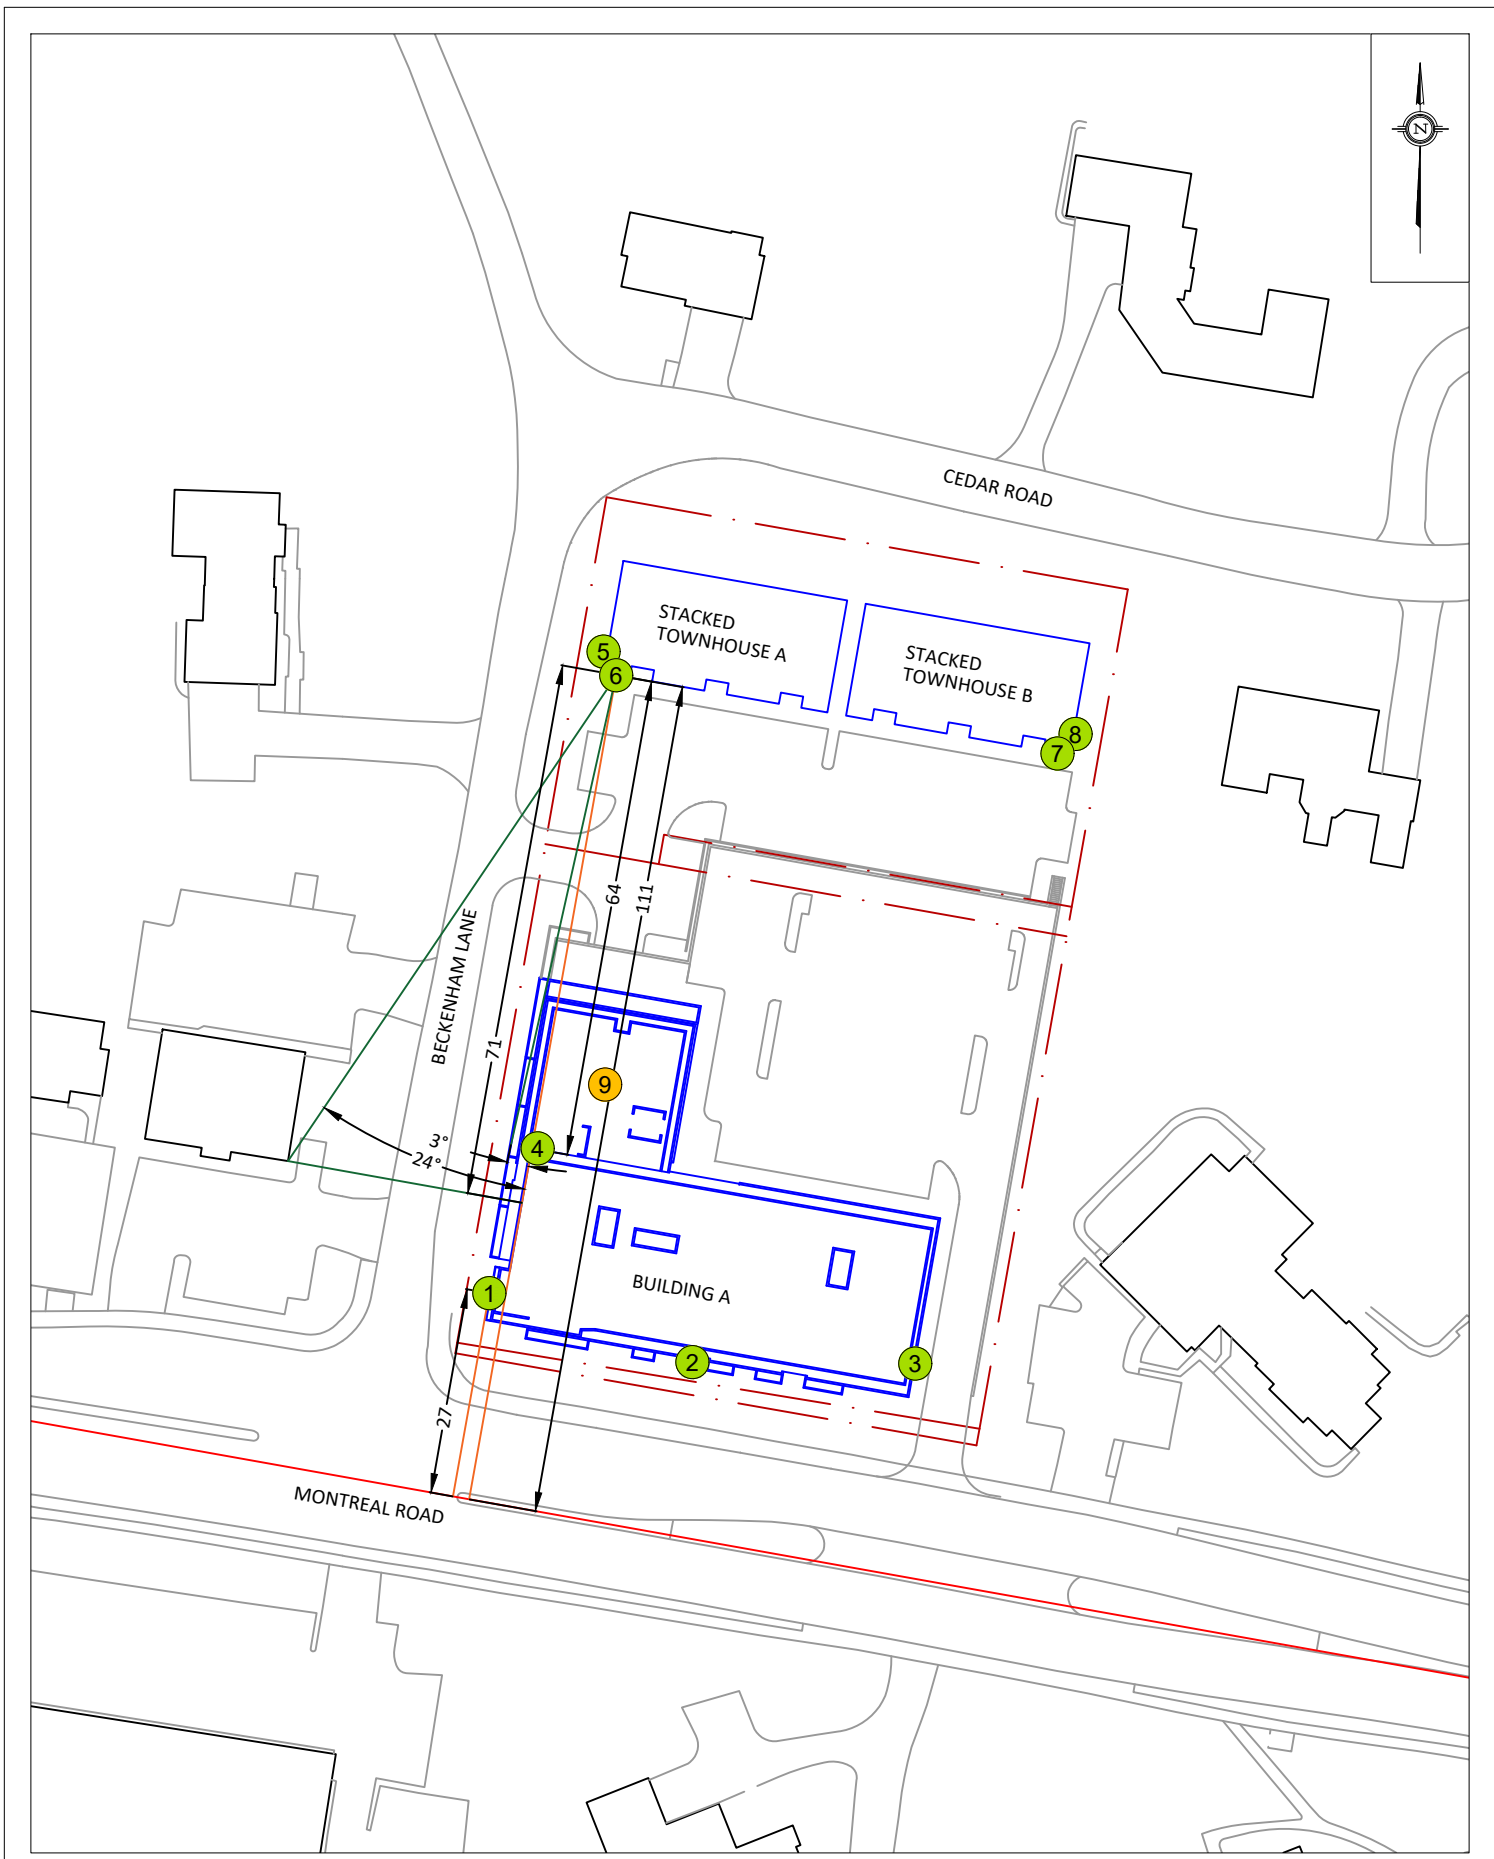 N
CEDAR ROAD
STACKED
TOWNHOUSE A
STACKED
TOWNHOUSE B
5
6
8
7
64
111
BECKENHAM LANE
71
9
3°
24°
4
1
BUILDING A
2
3
27
MONTREAL ROAD